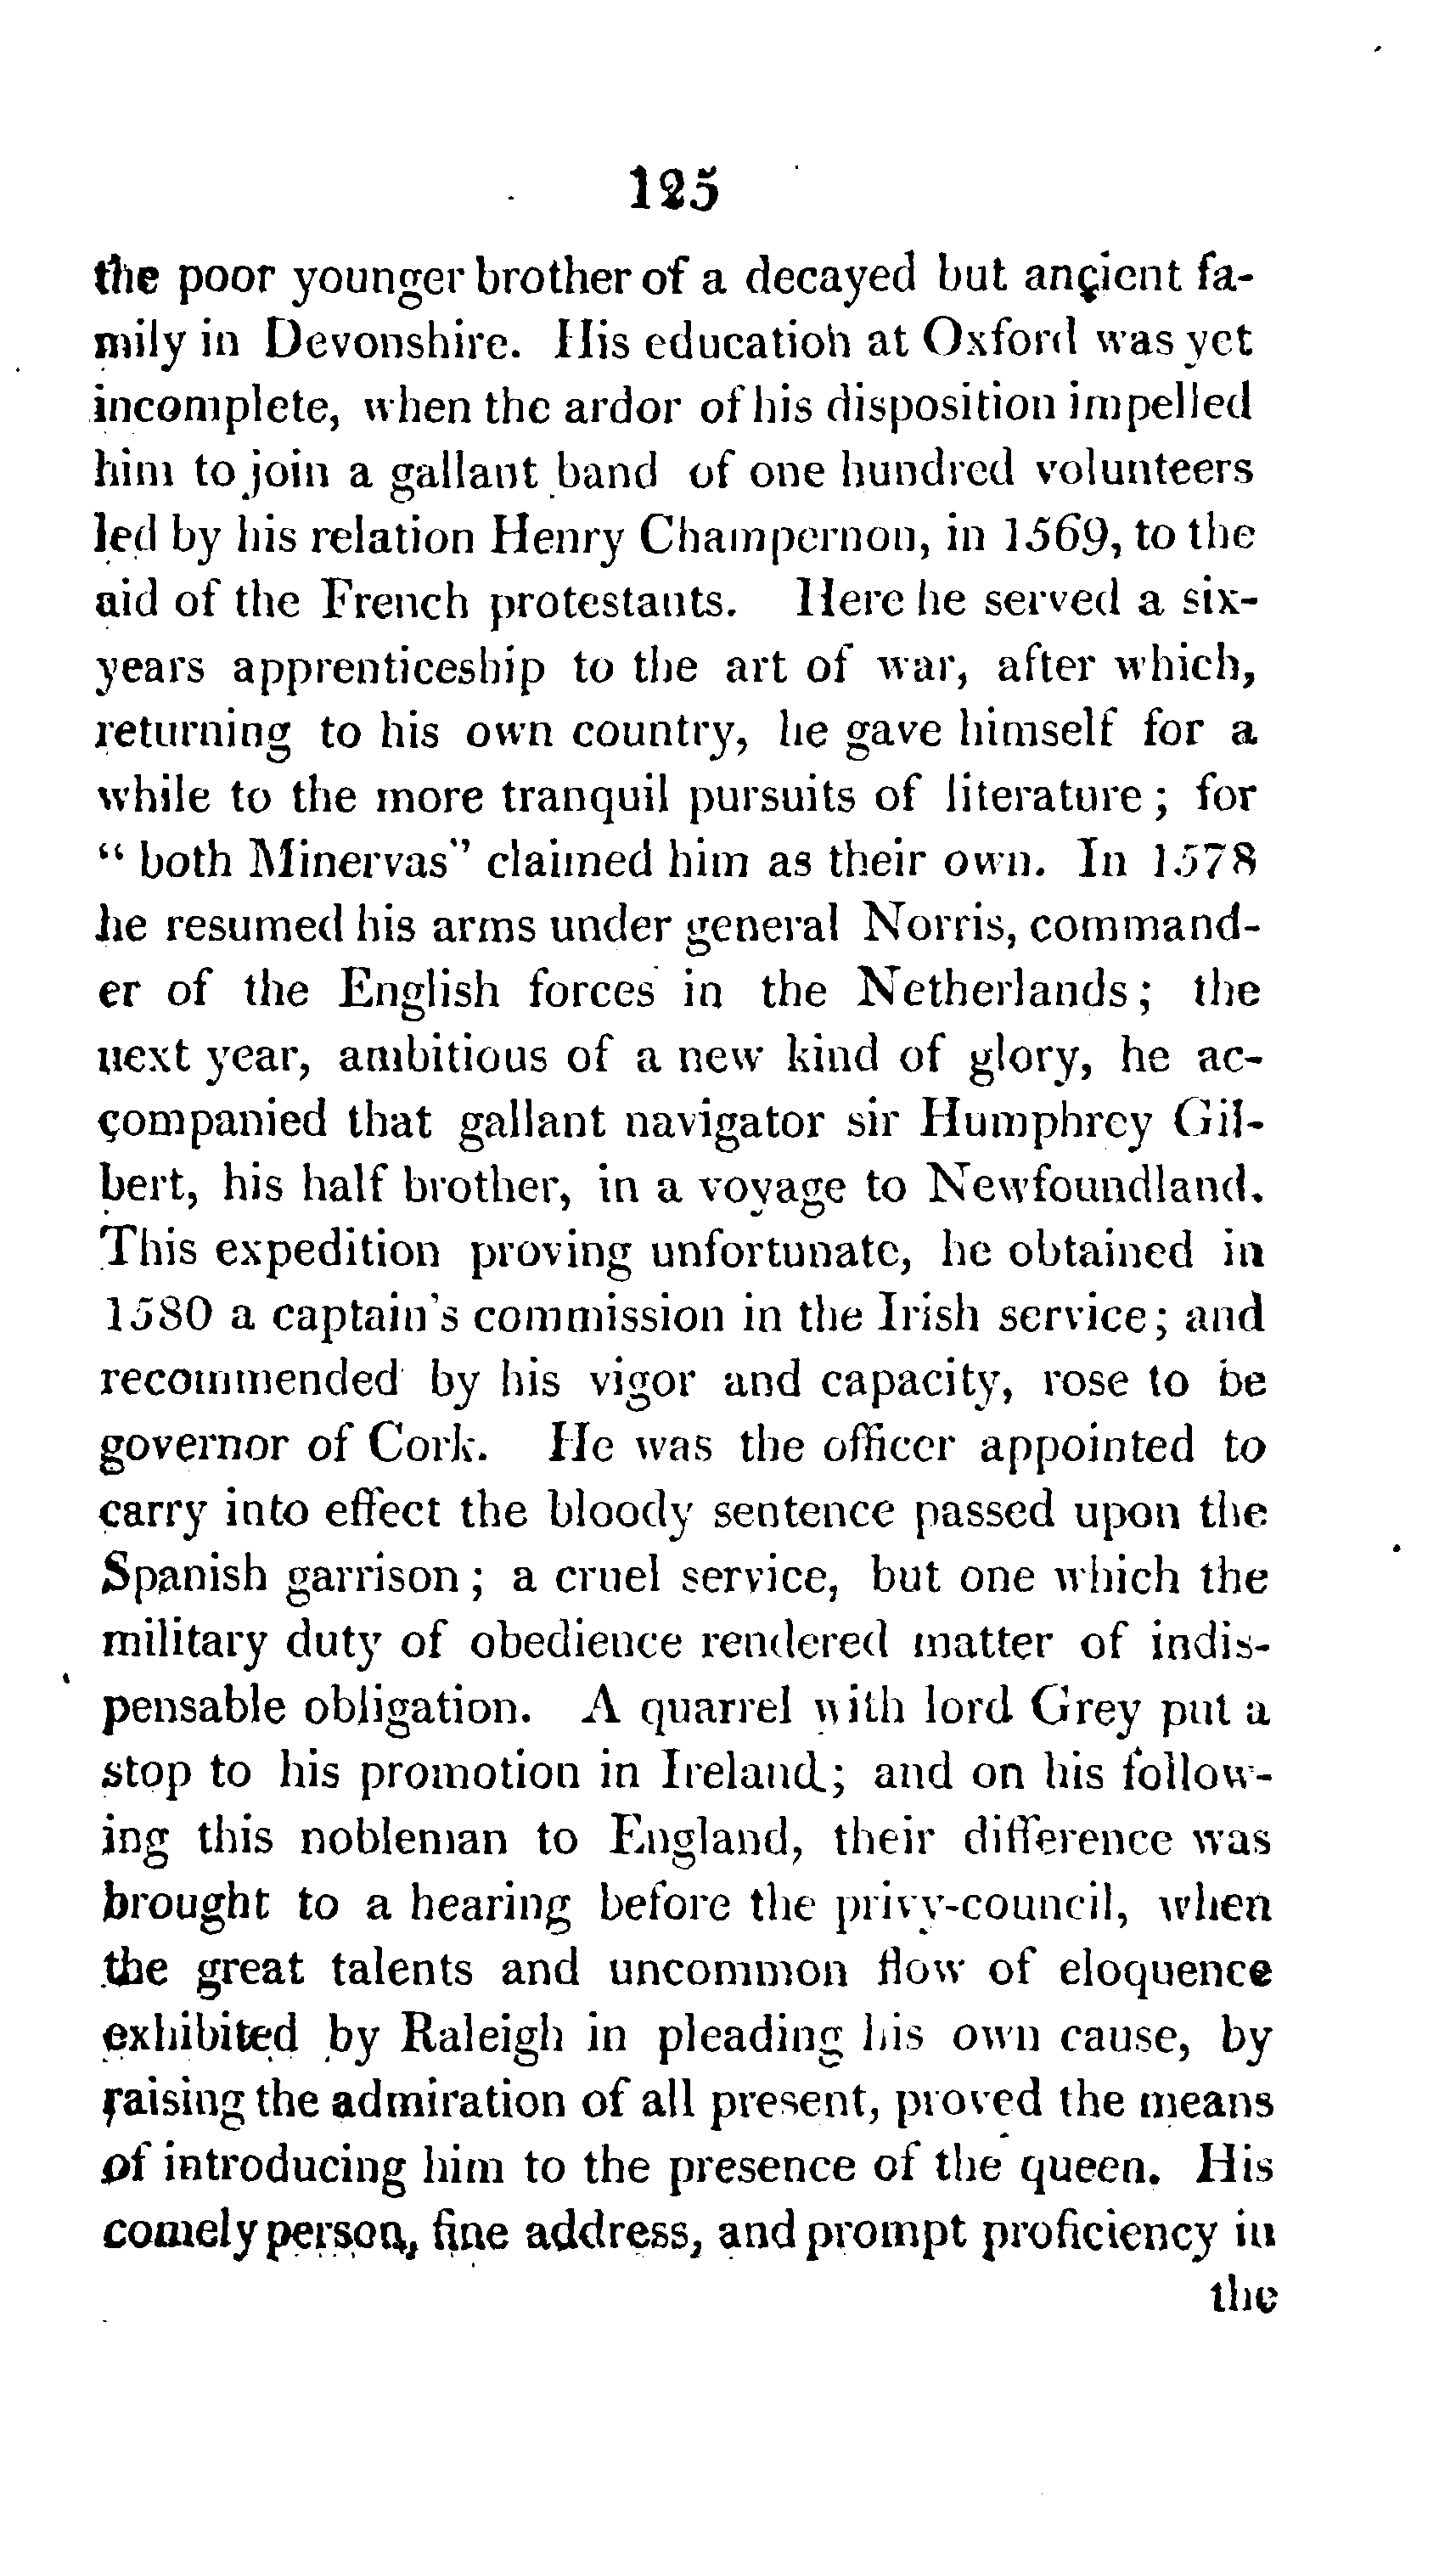 125
the poor younger brother of a decayed but ancient fa-
mily in Devonshire. His education at Oxford was yet
incomplete, when the ardor of his disposition impelled
him to join a gallant band of one hundred volunteers
led by his relation Henry Champernon, in 1569, to the
aid of the French protestants. Here he served a six-
years apprenticeship to the art of war, after which,
returning to his own country, he gave himself for a
while to the more tranquil pursuits of literature; for
“ both Minervas” claimed him as their own. In 1578
he resumed his arms under general Norris, command-
er of the English forces in the Netherlands; the
next year, ambitious of a new kind of glory, he ac-
companied that gallant navigator sir Humphrey Gil-
bert, his half brother, in a voyage to Newfoundland.
This expedition proving unfortunate, he obtained in
1580 a captain's commission in the Irish service; and
recommended by his vigor and capacity, rose to be
governor of Cork. He was the officer appointed to
carry into effect the bloody sentence passed upon the
Spanish garrison; a cruel service, but one which the
military duty of obedience rendered matter of indis-
pensable obligation. A quarrel with lord Grey put a
stop to his promotion in Ireland; and on his follow-
ing this nobleman to England, their difference was
brought to a hearing before the privy-council, when
the great talents and uncommon flow of eloquence
exhibited by Raleigh in pleading his own cause, by
raising the admiration of all present, proved the means
of introducing him to the presence of the queen. His
comely person, fine address, and prompt proficiency in
the